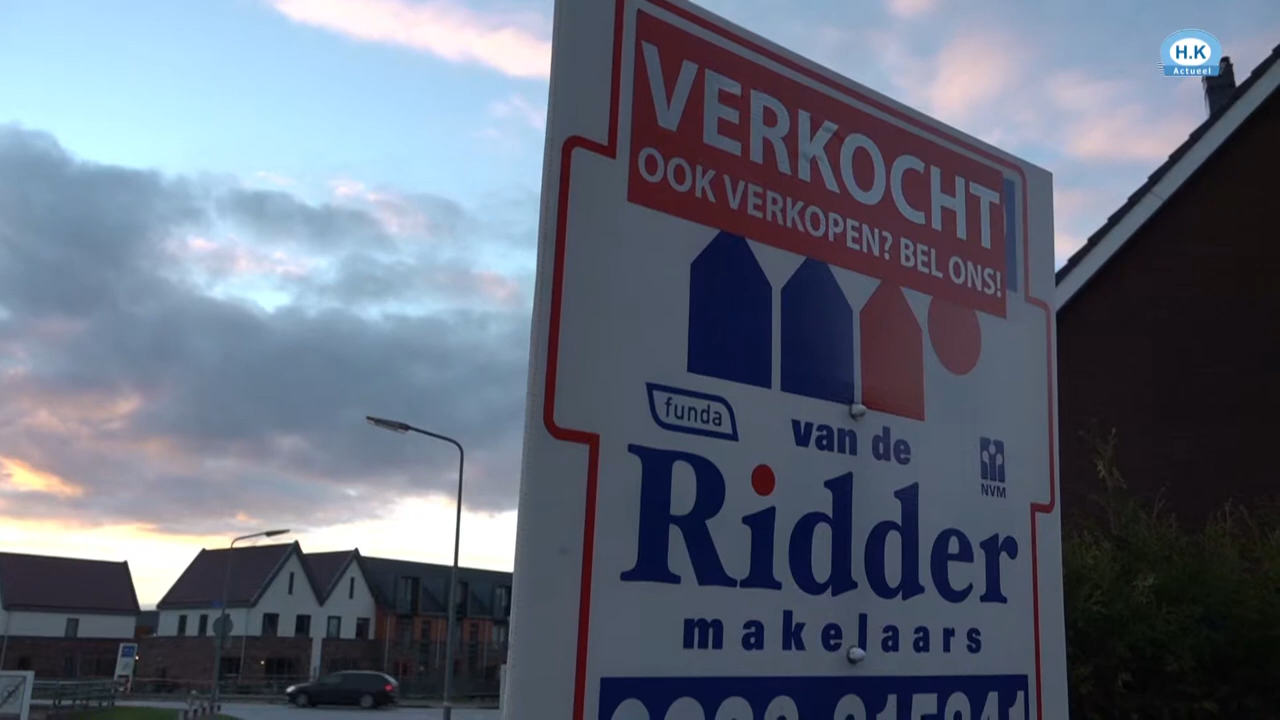 H.K
Actueel
VERKOCHT
OOK VERKOPEN? BEL ONS!
funda
van de
NVM
Ridder
makelaars